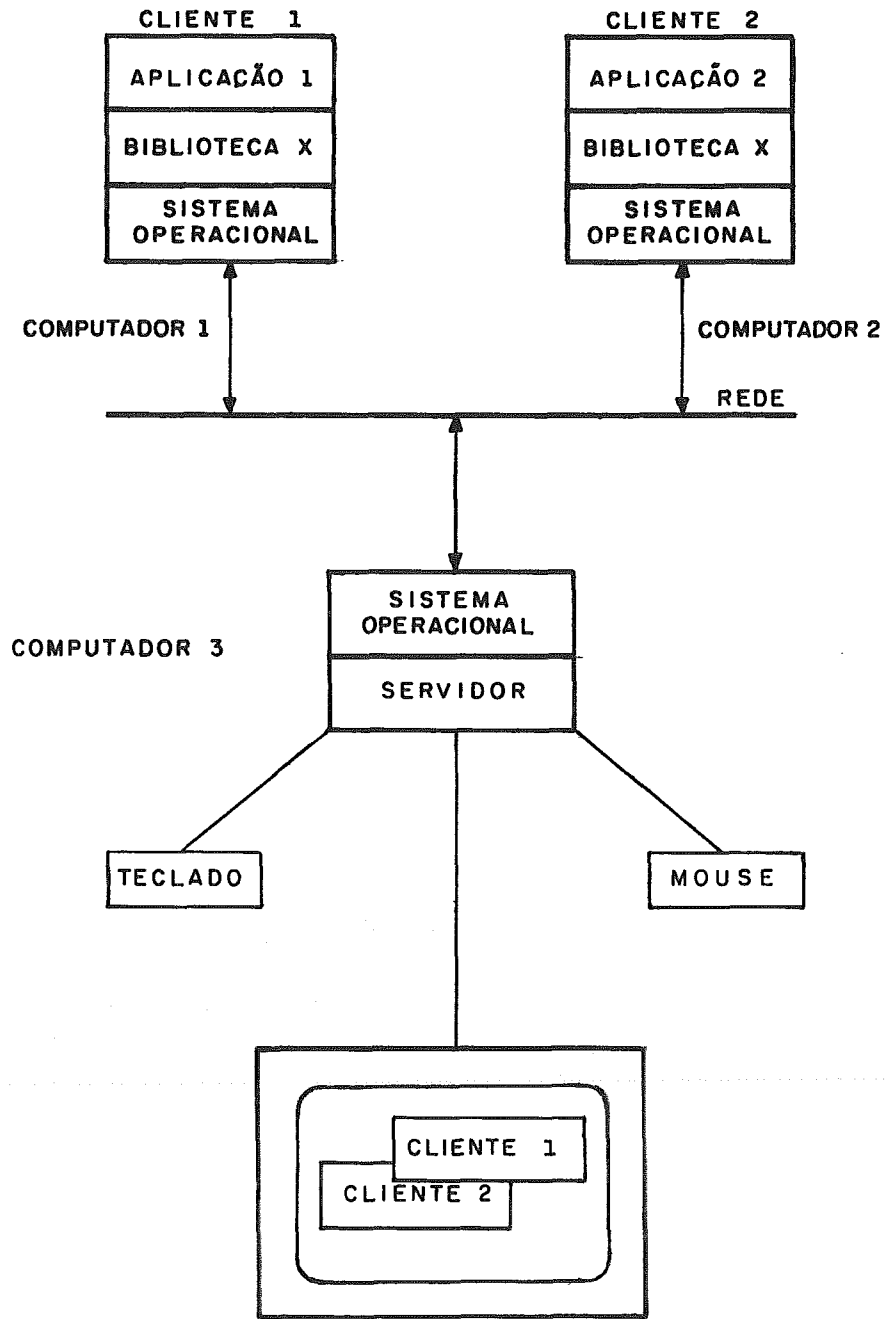 CLIENTE 1
APLICAÇÃO 1
BIBLIOTECA X
SISTEMA
OPERACIONAL
CLIENTE 2
APLICAÇÃO 2
BIBLIOTECA X
SISTEMA
OPERACIONAL
COMPUTADOR 1
COMPUTADOR 2
REDE
SISTEMA
OPERACIONAL
COMPUTADOR 3
SERVIDOR
TECLADO
MOUSE
CLIENTE 1
CLIENTE 2